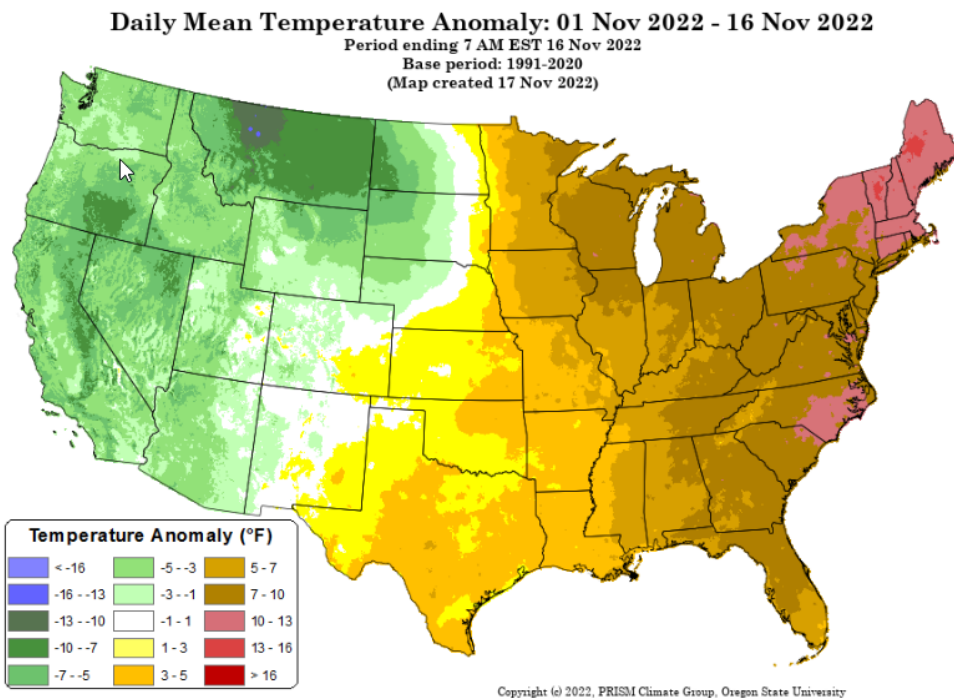 Daily Mean Temperature Anomaly: 01 Nov 2022 - 16 Nov 2022
Period ending 7 AM EST 16 Nov 2022
Base period: 1991-2020
(Map created 17 Nov 2022)
Temperature Anomaly (°F)
< -16 -5 - -3 5 - 7
-16 - -13 -3 - -1 7 - 10
-13 - -10 -1 - 1 10 - 13
-10 - -7 1 - 3 13 - 16
-7 - -5 3 - 5 > 16
Copyright (c) 2022, PRISM Climate Group, Oregon State University